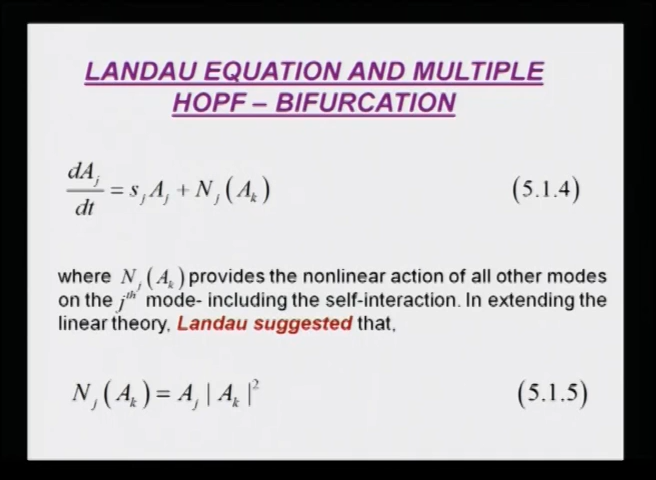 LANDAU EQUATION AND MULTIPLE
HOPF – BIFURCATION
dA_j/dt = s_j A_j + N_j (A_k) (5.1.4)
where N_j (A_k) provides the nonlinear action of all other modes
on the j^th mode- including the self-interaction. In extending the
linear theory, Landau suggested that,
N_j (A_k) = A_j | A_k |^2 (5.1.5)